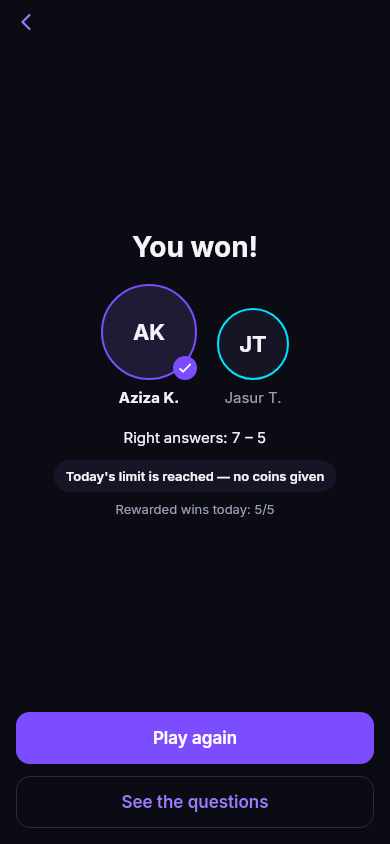 You won!
AK
JT
Aziza K.
Jasur T.
Right answers: 7 – 5
Today's limit is reached — no coins given
Rewarded wins today: 5/5
Play again
See the questions